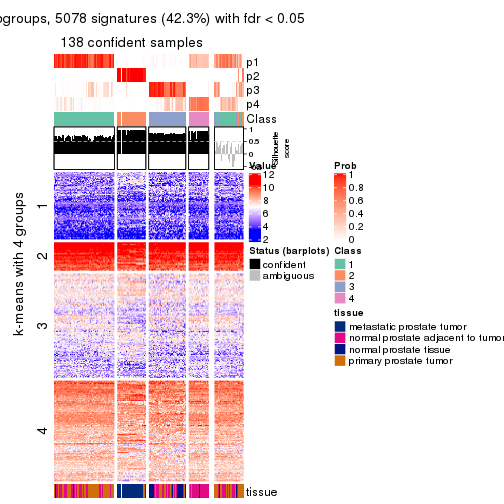 ogroups, 5078 signatures (42.3%) with fdr < 0.05
138 confident samples
p1
p2
p3
p4
Class
1
0.5
0
-0.5
Silhouette
score
k-means with 4 groups
1
2
3
4
tissue
Value
12
10
8
6
4
2
Prob
1
0.8
0.6
0.4
0.2
0
Status (barplots)
confident
ambiguous
Class
1
2
3
4
tissue
metastatic prostate tumor
normal prostate adjacent to tumor
normal prostate tissue
primary prostate tumor